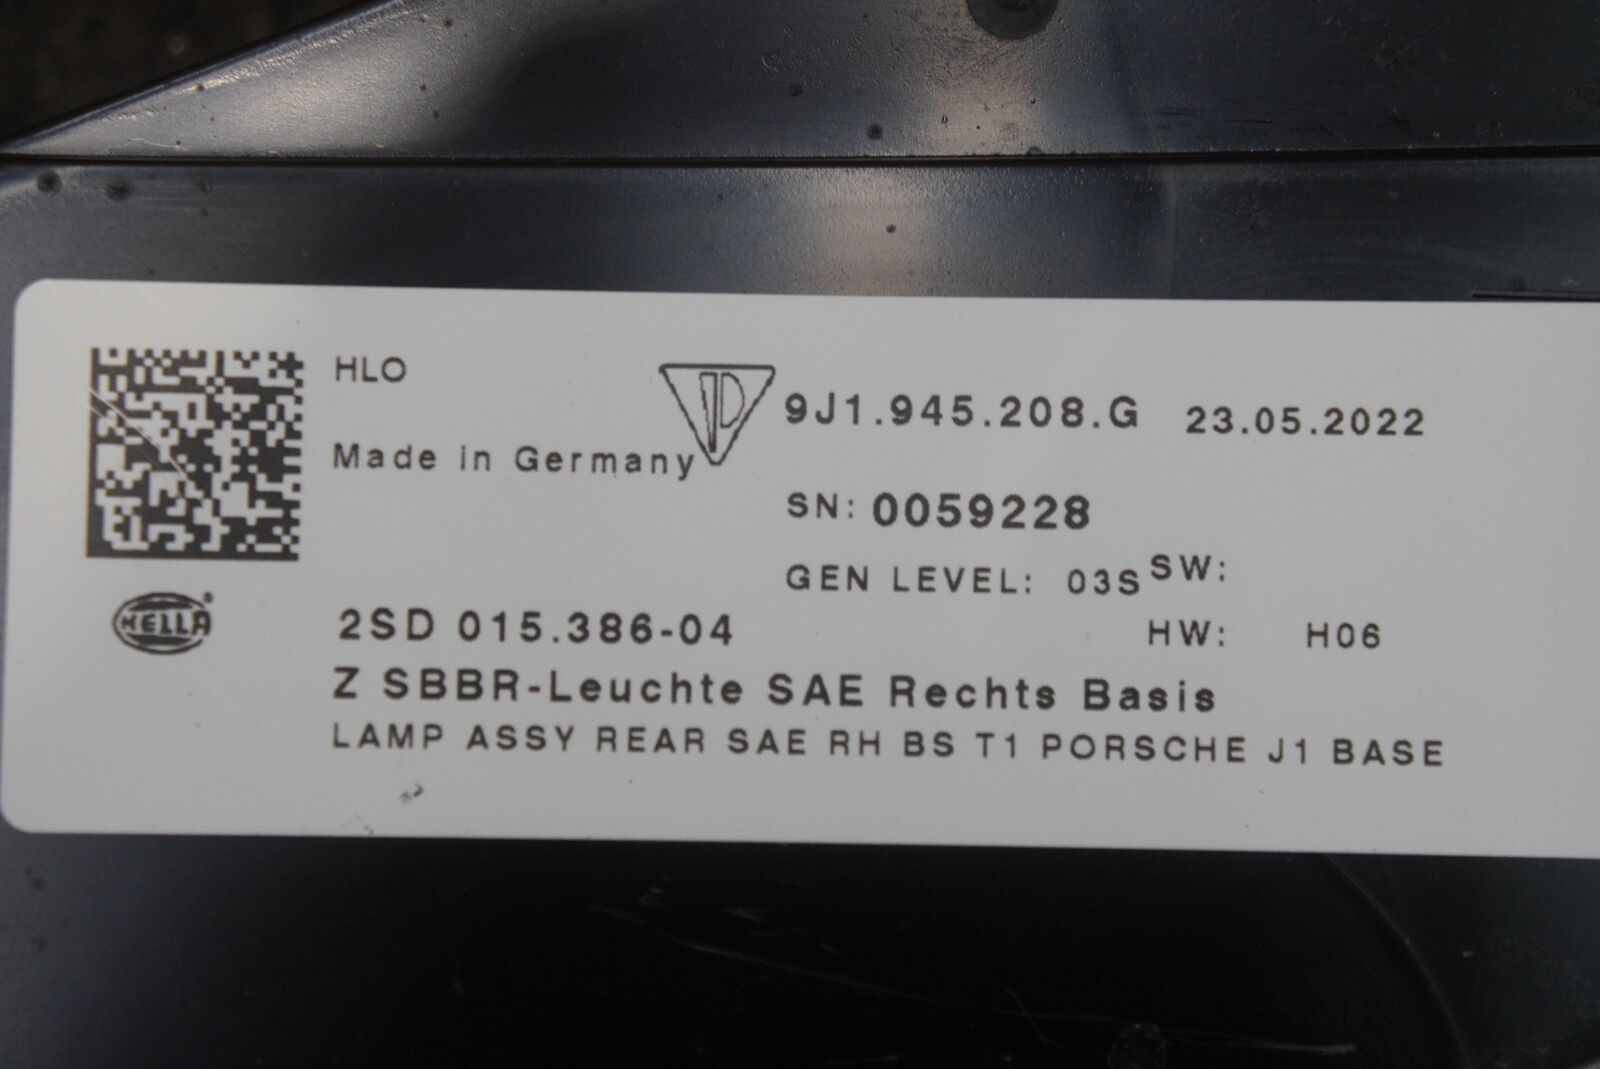 HLO
9J1.945.208.G 23.05.2022
Made in Germany
SN: 0059228
GEN LEVEL: 03S SW:
HW: H06
HELLA
2SD 015.386-04
Z SBBR-Leuchte SAE Rechts Basis
LAMP ASSY REAR SAE RH BS T1 PORSCHE J1 BASE